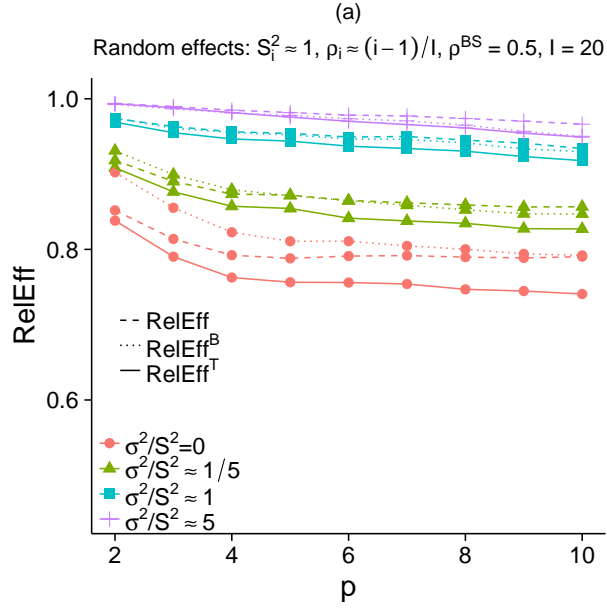 (a)
Random effects: S_i^2 ≈ 1, ρ_i ≈ (i − 1)/I, ρ^BS = 0.5, I = 20
RelEff
1.0
0.8
0.6
RelEff
RelEff^B
RelEff^T
σ^2/S^2=0
σ^2/S^2 ≈ 1/5
σ^2/S^2 ≈ 1
σ^2/S^2 ≈ 5
2 4 6 8 10
p